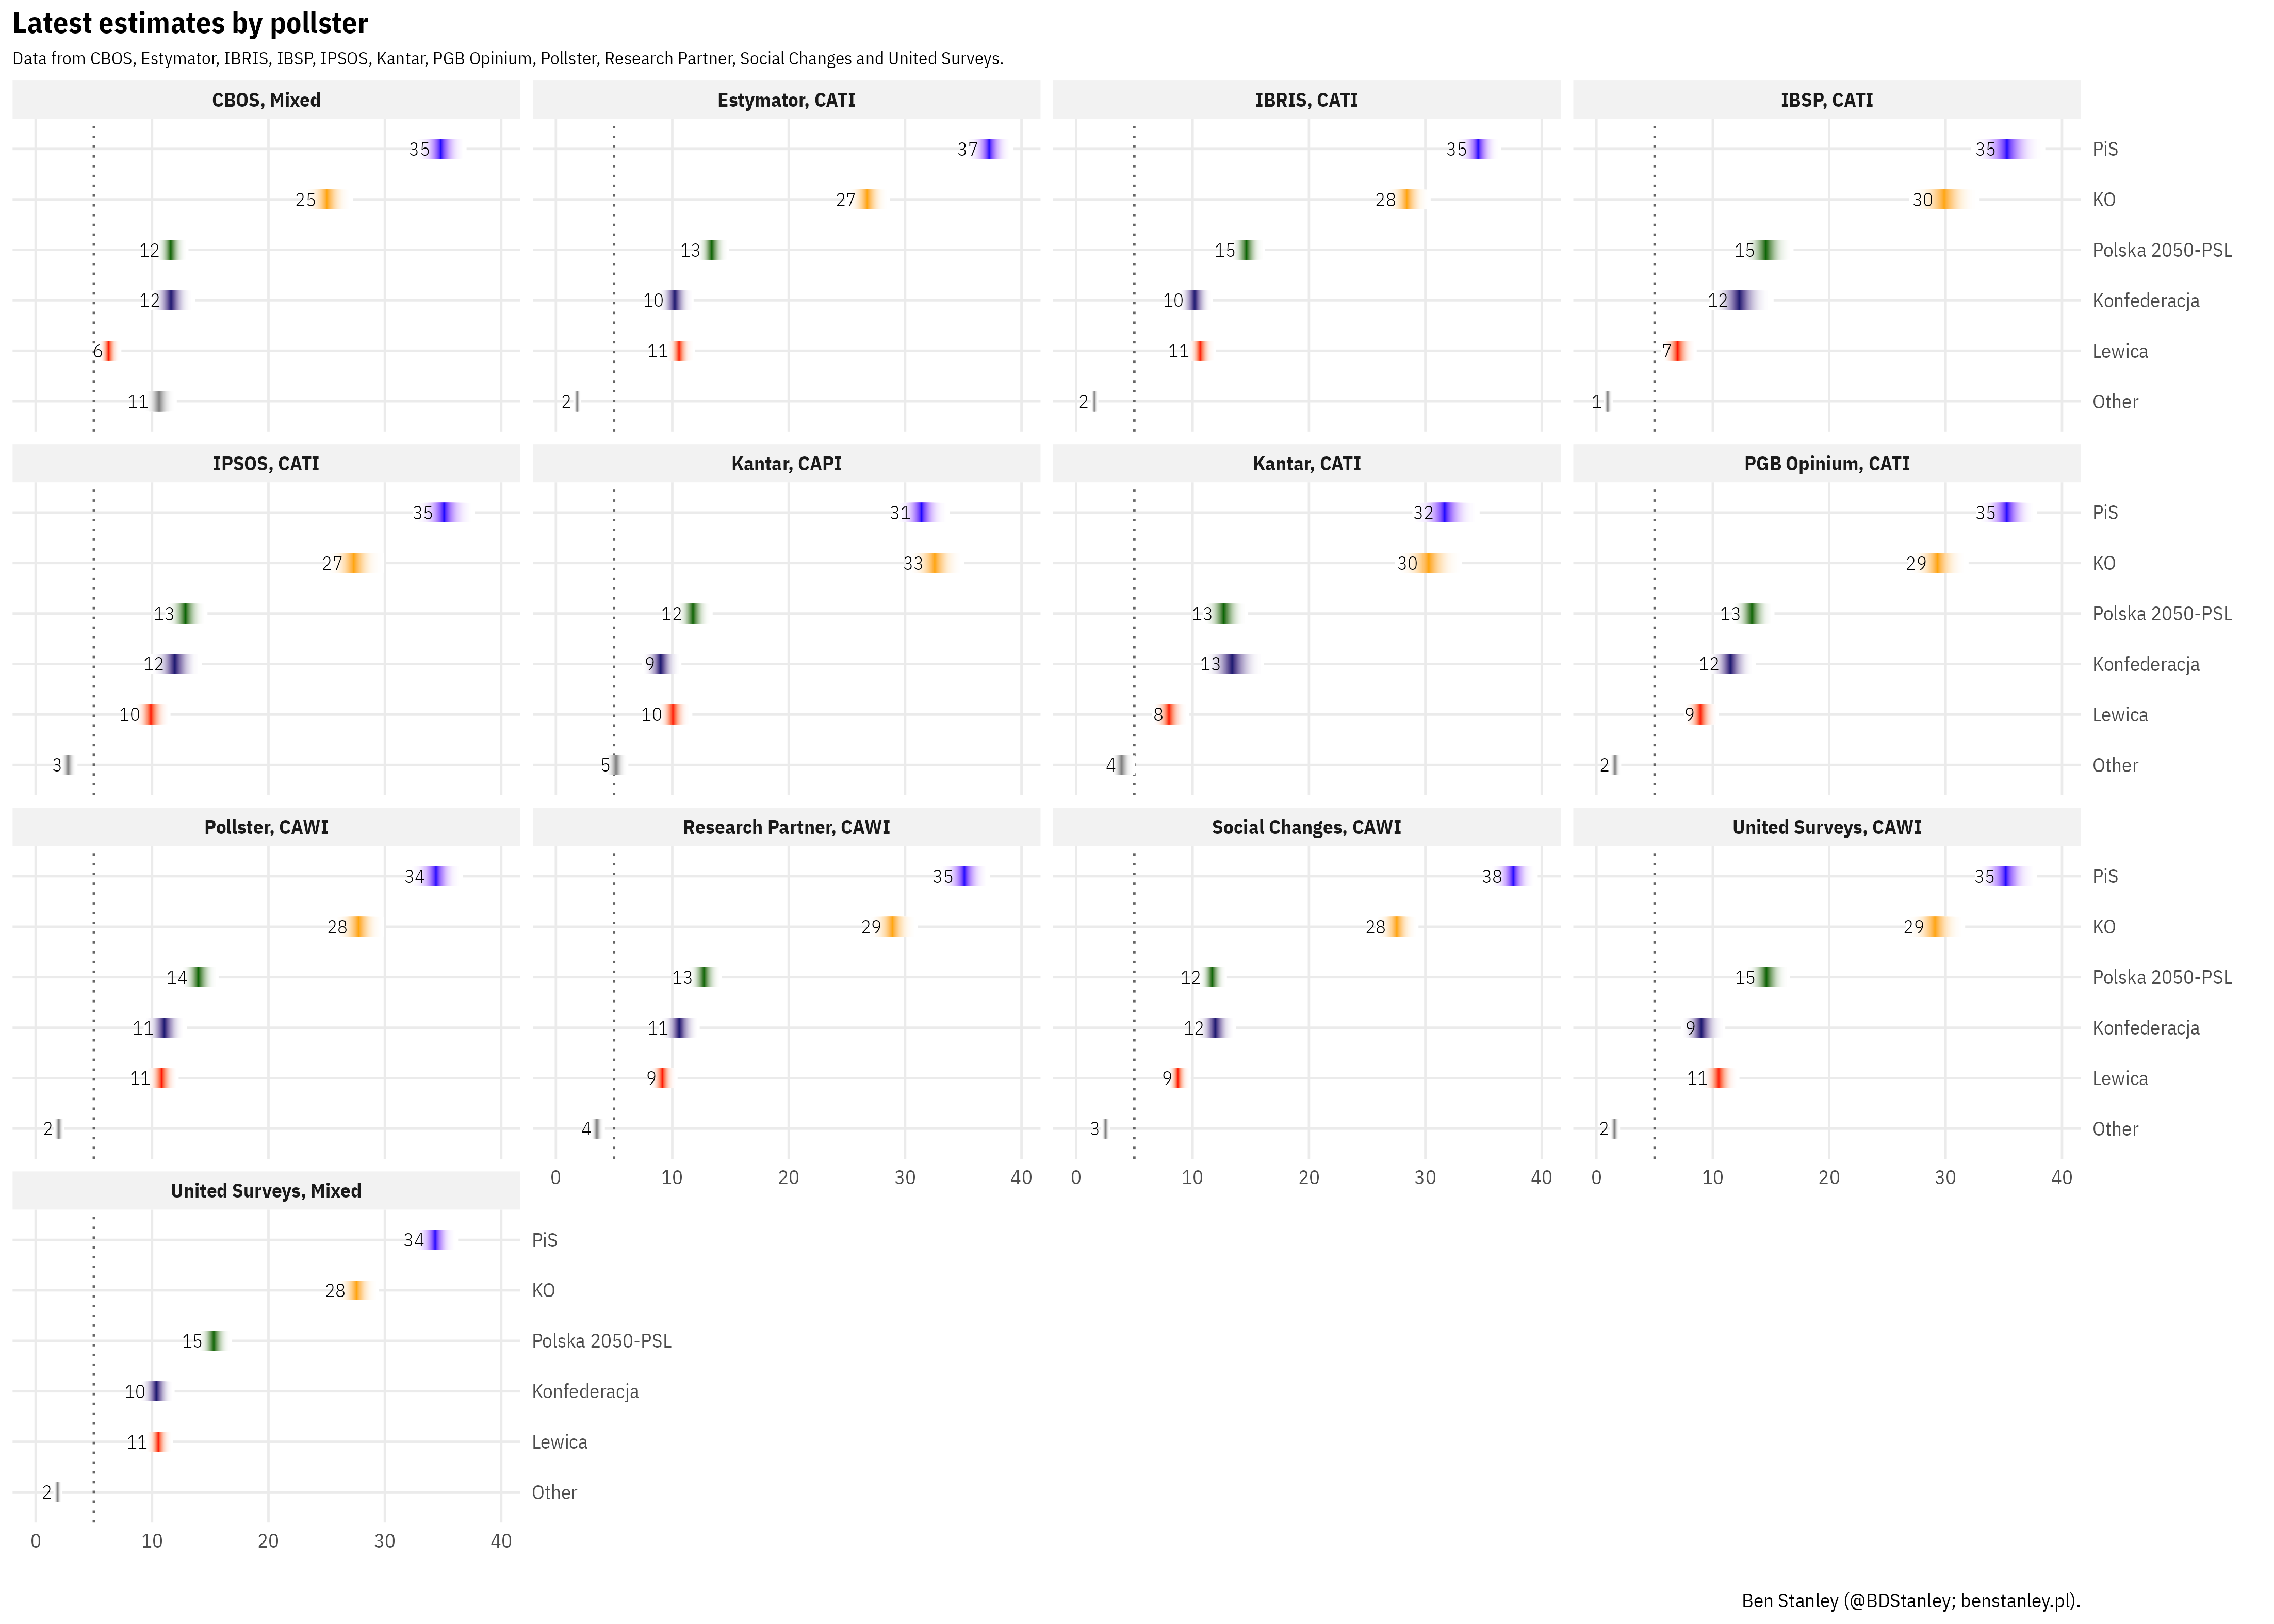 Latest estimates by pollster
Data from CBOS, Estymator, IBRIS, IBSP, IPSOS, Kantar, PGB Opinium, Pollster, Research Partner, Social Changes and United Surveys.
CBOS, Mixed Estymator, CATI IBRIS, CATI IBSP, CATI
35 37 35 35 PiS
25 27 28 30 KO
12 13 15 15 Polska 2050-PSL
12 10 10 12 Konfederacja
6 11 11 7 Lewica
11 2 2 1 Other
IPSOS, CATI Kantar, CAPI Kantar, CATI PGB Opinium, CATI
35 31 32 35 PiS
27 33 30 29 KO
13 12 13 13 Polska 2050-PSL
12 9 13 12 Konfederacja
10 10 8 9 Lewica
3 5 4 2 Other
Pollster, CAWI Research Partner, CAWI Social Changes, CAWI United Surveys, CAWI
34 35 38 35 PiS
28 29 28 29 KO
14 13 12 15 Polska 2050-PSL
11 11 12 9 Konfederacja
11 9 9 11 Lewica
2 4 3 2 Other
0 10 20 30 40 0 10 20 30 40 0 10 20 30 40
United Surveys, Mixed
34 PiS
28 KO
15 Polska 2050-PSL
10 Konfederacja
11 Lewica
2 Other
0 10 20 30 40
Ben Stanley (@BDStanley; benstanley.pl).